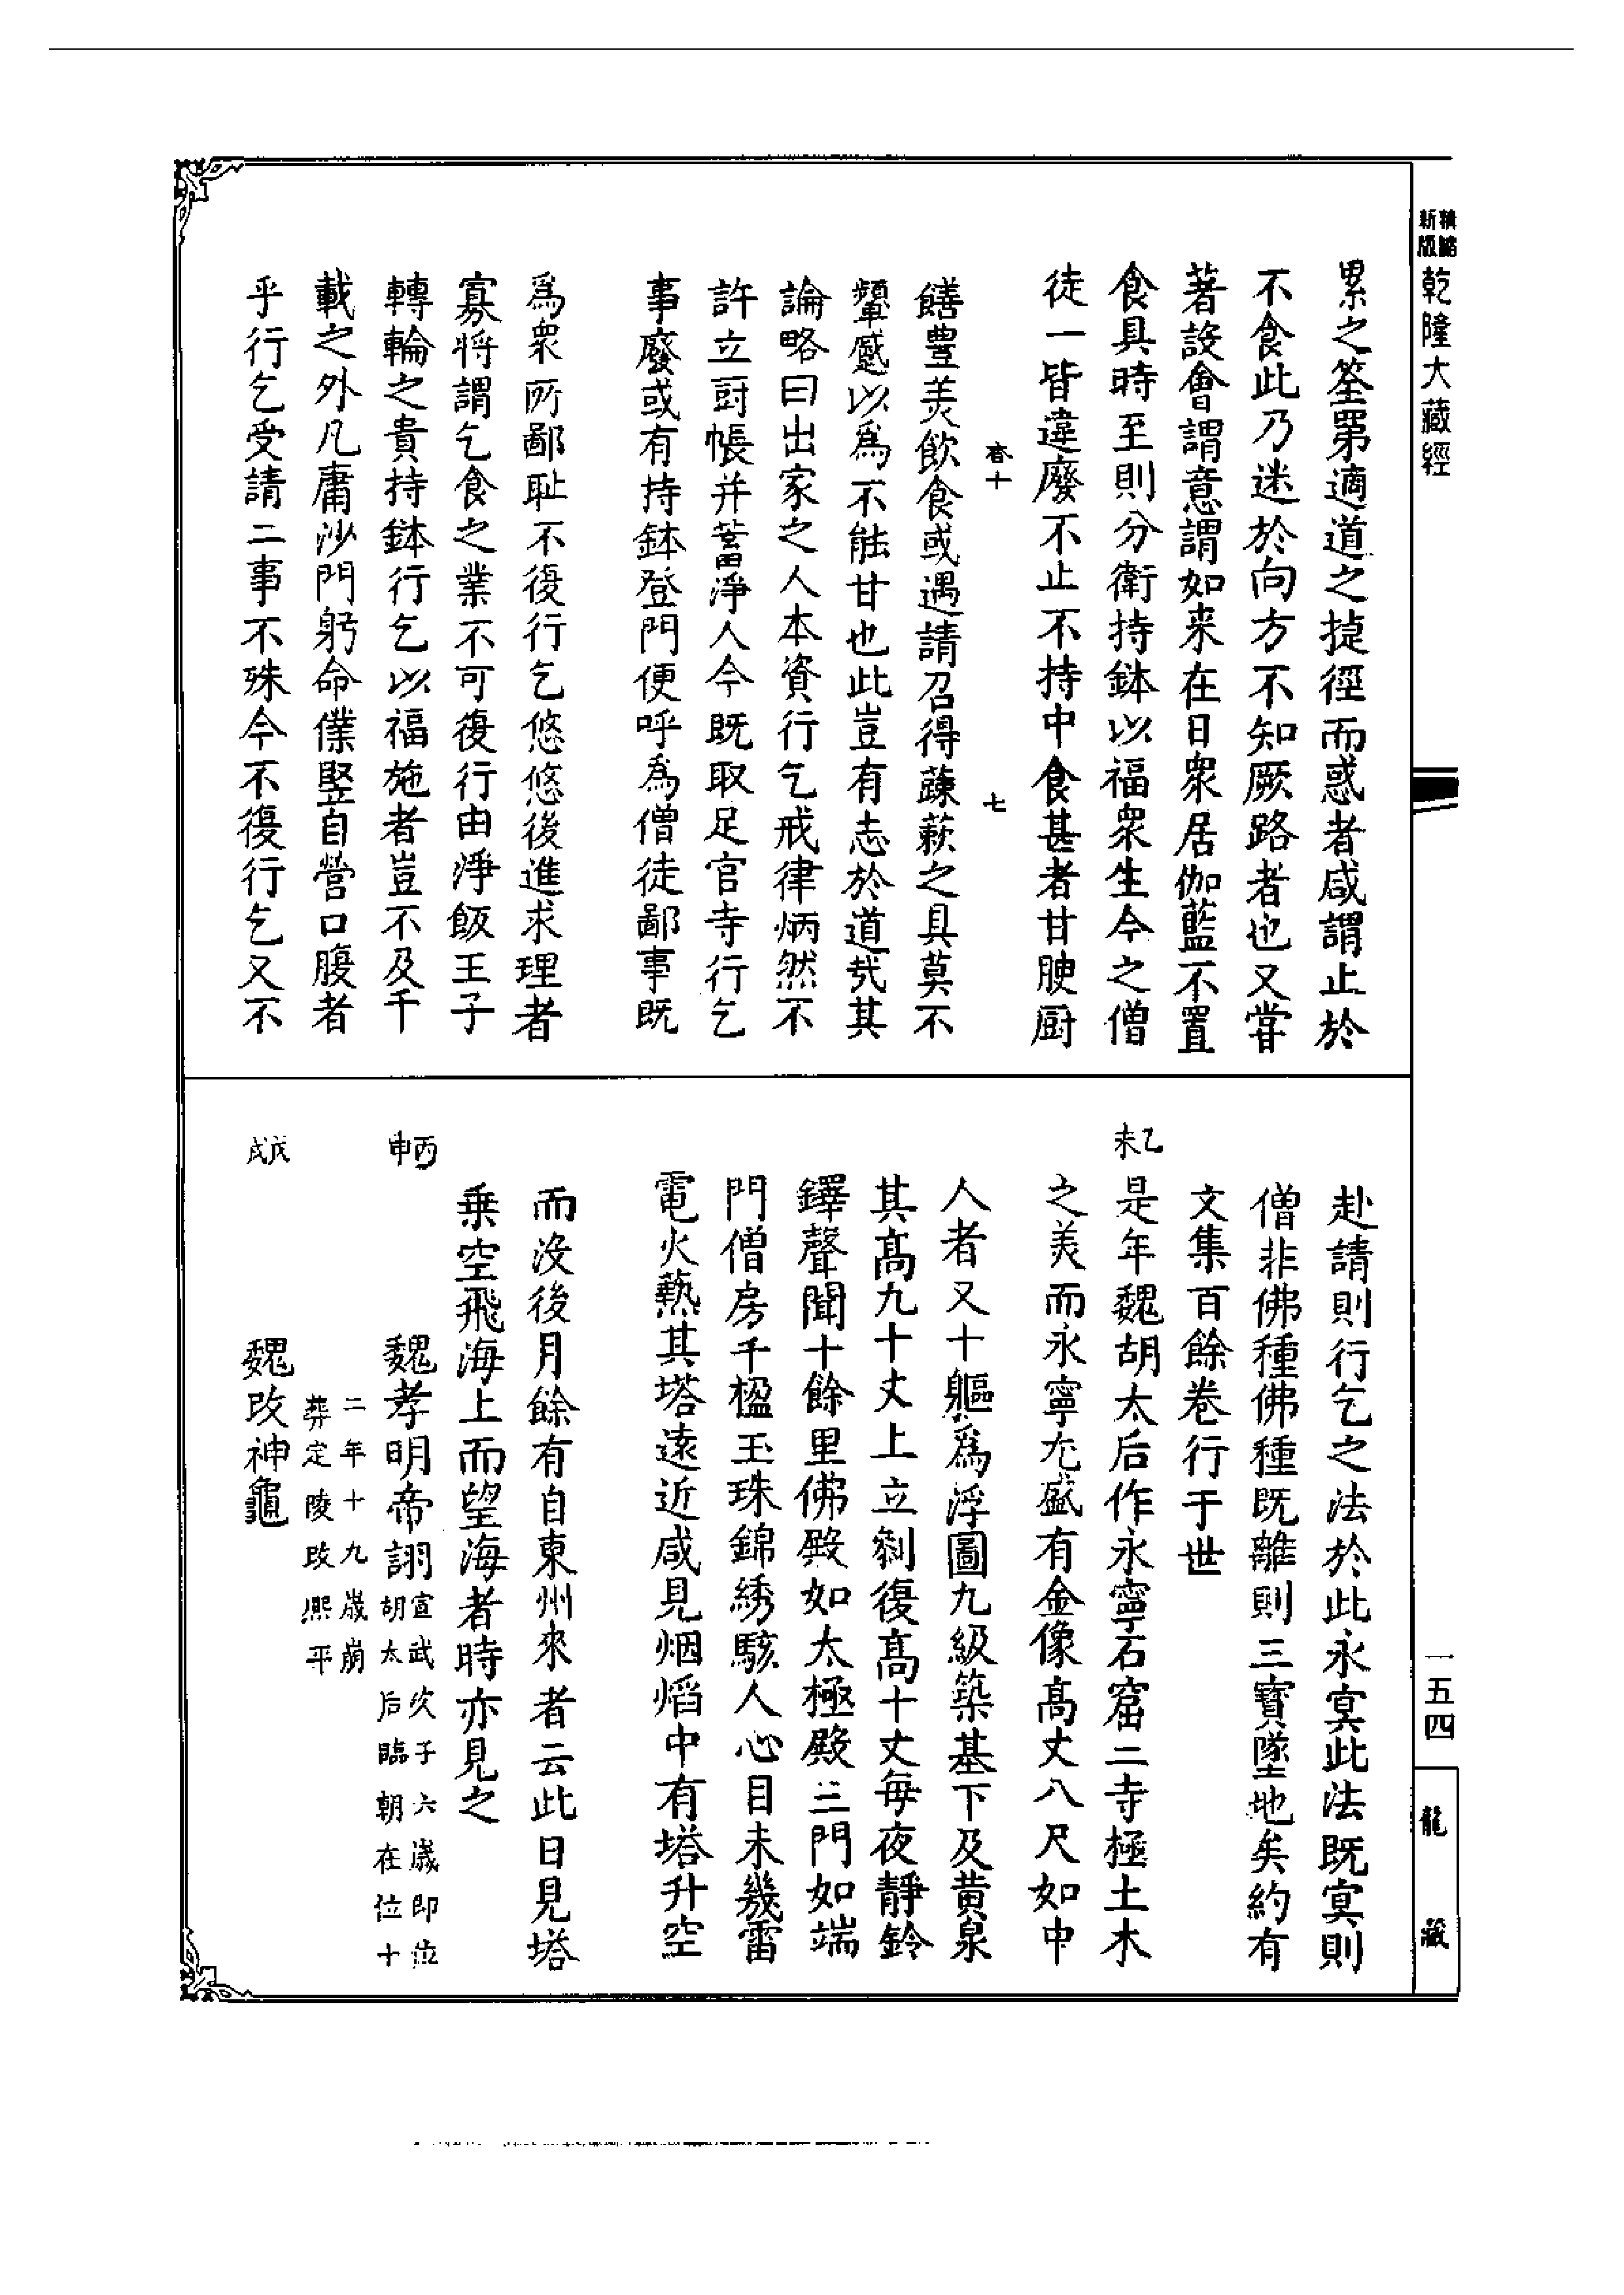 精縮新版
乾隆大藏經
累之筌第適道之捷徑而惑者咸謂止於
不食此乃迷於向方不知厥路者也又甞
著設會謂意謂如来在日衆居伽藍不置
食具時至則分衛持鉢以福衆生今之僧
徒一皆違廢不止不持中食甚者甘腴厨
卷十 七
饍豊美飲食或遇請召得蔬蔌之具莫不
顰蹙以爲不能甘也此豈有志於道㢤其
論略曰出家之人本資行乞戒律炳然不
許立厨帳并蓄淨人今既取足官寺行乞
事廢或有持鉢登門便呼爲僧徒鄙事既
爲衆所鄙耻不復行乞悠悠後進求理者
寡將謂乞食之業不可復行由淨飯王子
轉輪之貴持鉢行乞以福施者豈不及千
載之外凡庸沙門躬命僕竪自營口腹者
乎行乞受請二事不殊今不復行乞又不
赴請則行乞之法於此永寞此法既寞則
僧非佛種佛種既離則三寶墜地矣約有
文集百餘卷行于世
乙未
是年魏胡太后作永寧石窟二寺極土木
之美而永寧尤盛有金像髙丈八尺如中
人者又十軀爲浮圖九級築基下及黄泉
其髙九十丈上立刹復髙十丈每夜靜鈴
鐸聲聞十餘里佛殿如太極殿三門如端
門僧房千楹玉珠錦綉駭人心目未幾雷
電火爇其塔遠近咸見烟焰中有塔升空
而没後月餘有自東州來者云此日見塔
乗空飛海上而望海者時亦見之
丙申
魏孝明帝詡宣武次子六歲即位
胡太后臨朝在位十
二年十九歲崩
葬定陵改熈平
戊戌
魏改神龜
一五四
龍藏